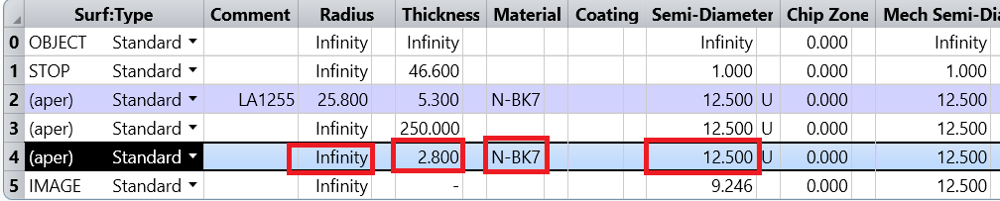 Surf:Type Comment Radius Thickness Material Coating Semi-Diameter Chip Zone Mech Semi-Di
0 OBJECT Standard Infinity Infinity Infinity 0.000 Infinity
1 STOP Standard Infinity 46.600 1.000 0.000 1.000
2 (aper) Standard LA1255 25.800 5.300 N-BK7 12.500 U 0.000 12.500
3 (aper) Standard Infinity 250.000 12.500 U 0.000 12.500
4 (aper) Standard Infinity 2.800 N-BK7 12.500 U 0.000 12.500
5 IMAGE Standard Infinity - 9.246 0.000 12.500